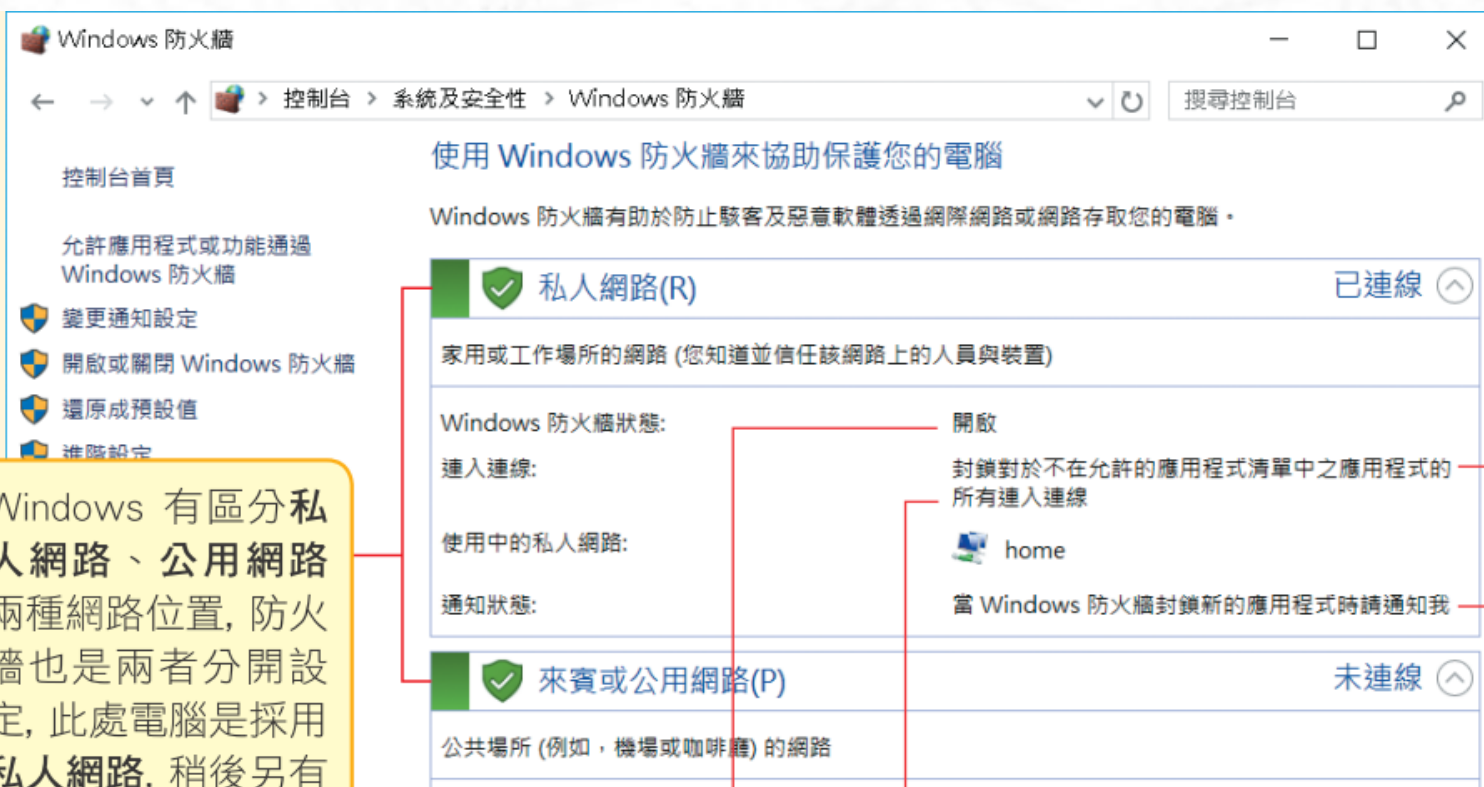 Windows 防火牆
控制台 > 系統及安全性 > Windows 防火牆
搜尋控制台
控制台首頁
允許應用程式或功能通過
Windows 防火牆
變更通知設定
開啟或關閉 Windows 防火牆
還原成預設值
進階設定
Windows 有區分私
人網路、公用網路
兩種網路位置, 防火
牆也是兩者分開設
定, 此處電腦是採用
私人網路, 稍後另有
使用 Windows 防火牆來協助保護您的電腦
Windows 防火牆有助於防止駭客及惡意軟體透過網際網路或網路存取您的電腦。
私人網路(R) 已連線
家用或工作場所的網路 (您知道並信任該網路上的人員與裝置)
Windows 防火牆狀態: 開啟
連入連線: 封鎖對於不在允許的應用程式清單中之應用程式的
所有連入連線
使用中的私人網路: home
通知狀態: 當 Windows 防火牆封鎖新的應用程式時請通知我
來賓或公用網路(P) 未連線
公共場所 (例如，機場或咖啡廳) 的網路